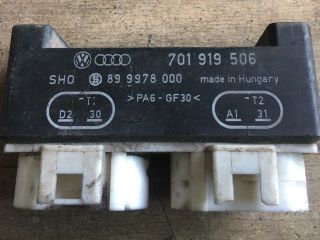 701 919 506
SHO 89 9978 000 made in Hungary
>PA6-GF30<
T1 T2
D2 30 A1 31